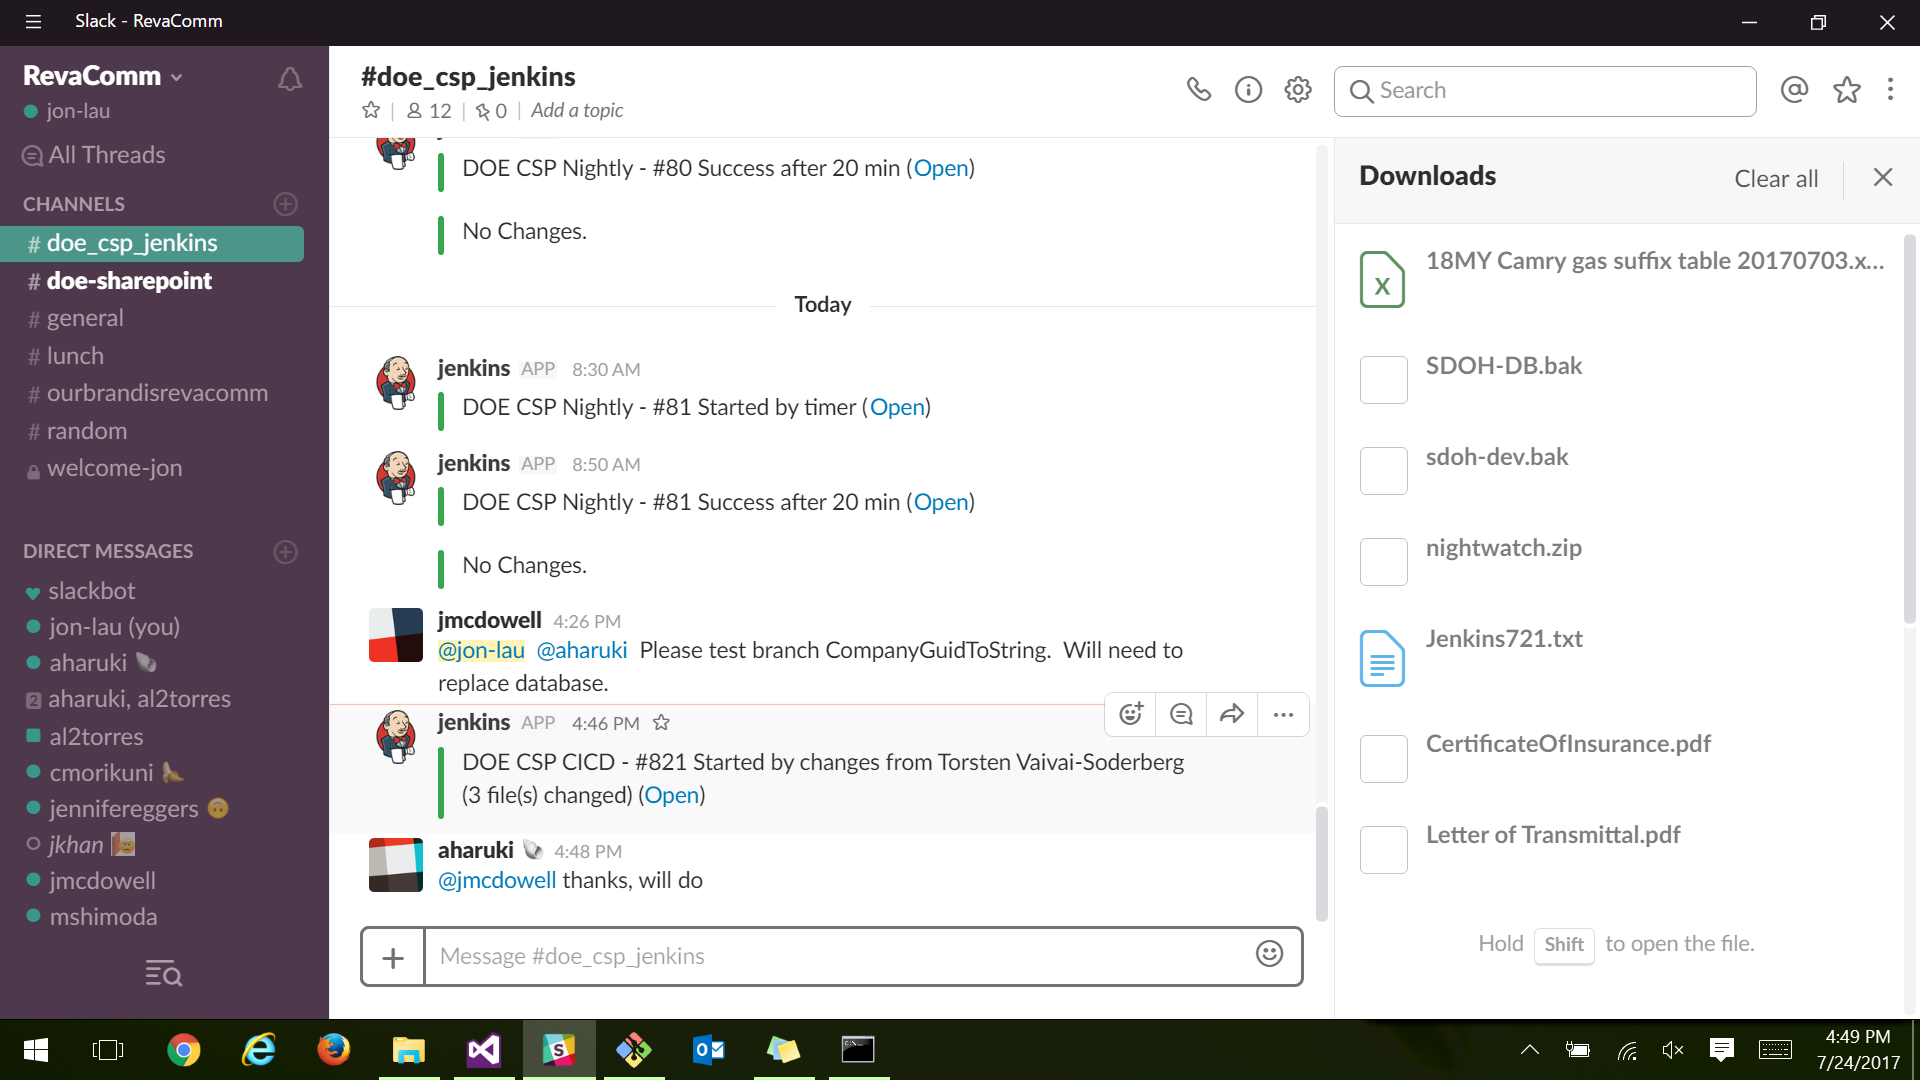 Slack - RevaComm
RevaComm
jon-lau
All Threads
CHANNELS
# doe_csp_jenkins
# doe-sharepoint
# general
# lunch
# ourbrandisrevacomm
# random
welcome-jon
DIRECT MESSAGES
slackbot
jon-lau (you)
aharuki
2 aharuki, al2torres
al2torres
cmorikuni
jennifereggers
jkhan
jmcdowell
mshimoda
#doe_csp_jenkins
12 | 0 | Add a topic
Search
DOE CSP Nightly - #80 Success after 20 min (Open)
No Changes.
Today
jenkins APP 8:30 AM
DOE CSP Nightly - #81 Started by timer (Open)
jenkins APP 8:50 AM
DOE CSP Nightly - #81 Success after 20 min (Open)
No Changes.
jmcdowell 4:26 PM
@jon-lau @aharuki Please test branch CompanyGuidToString. Will need to
replace database.
jenkins APP 4:46 PM
DOE CSP CICD - #821 Started by changes from Torsten Vaivai-Soderberg
(3 file(s) changed) (Open)
aharuki 4:48 PM
@jmcdowell thanks, will do
Message #doe_csp_jenkins
Downloads
Clear all
18MY Camry gas suffix table 20170703.x...
SDOH-DB.bak
sdoh-dev.bak
nightwatch.zip
Jenkins721.txt
CertificateOfInsurance.pdf
Letter of Transmittal.pdf
Hold Shift to open the file.
4:49 PM
7/24/2017